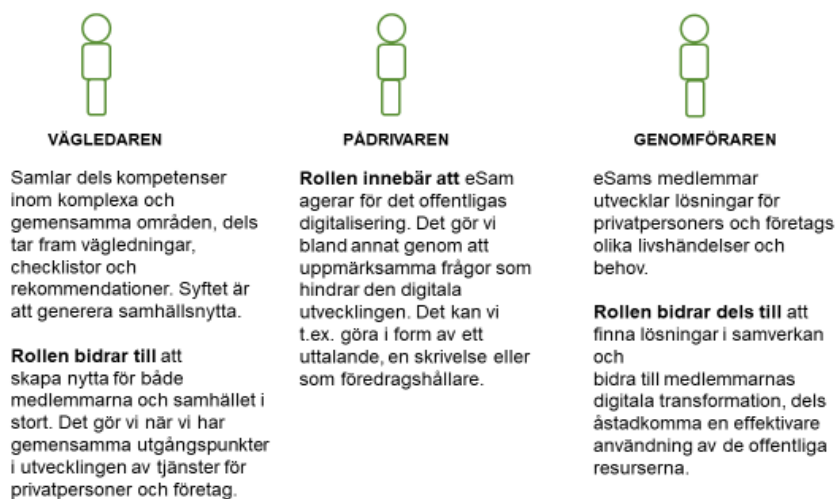 VÄGLEDAREN
Samlar dels kompetenser
inom komplexa och
gemensamma områden, dels
tar fram vägledningar,
checklistor och
rekommendationer. Syftet är
att generera samhällsnytta.
Rollen bidrar till att
skapa nytta för både
medlemmarna och samhället i
stort. Det gör vi när vi har
gemensamma utgångspunkter
i utvecklingen av tjänster för
privatpersoner och företag.
PÅDRIVAREN
Rollen innebär att eSam
agerar för det offentligas
digitalisering. Det gör vi
bland annat genom att
uppmärksamma frågor som
hindrar den digitala
utvecklingen. Det kan vi
t.ex. göra i form av ett
uttalande, en skrivelse eller
som föredragshållare.
GENOMFÖRAREN
eSams medlemmar
utvecklar lösningar för
privatpersoners och företags
olika livshändelser och
behov.
Rollen bidrar dels till att
finna lösningar i samverkan
och
bidra till medlemmarnas
digitala transformation, dels
åstadkomma en effektivare
användning av de offentliga
resurserna.